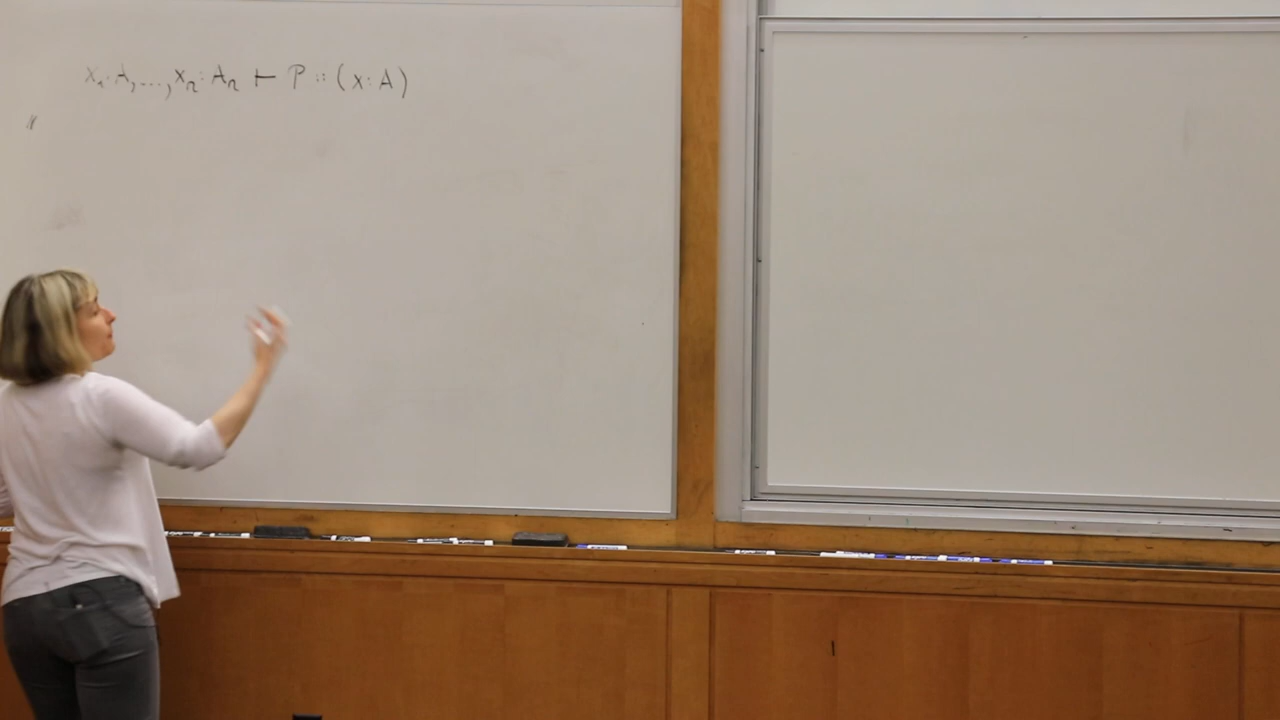 x₁:A₁,...,xₙ:Aₙ ⊢ P :: (x:A)